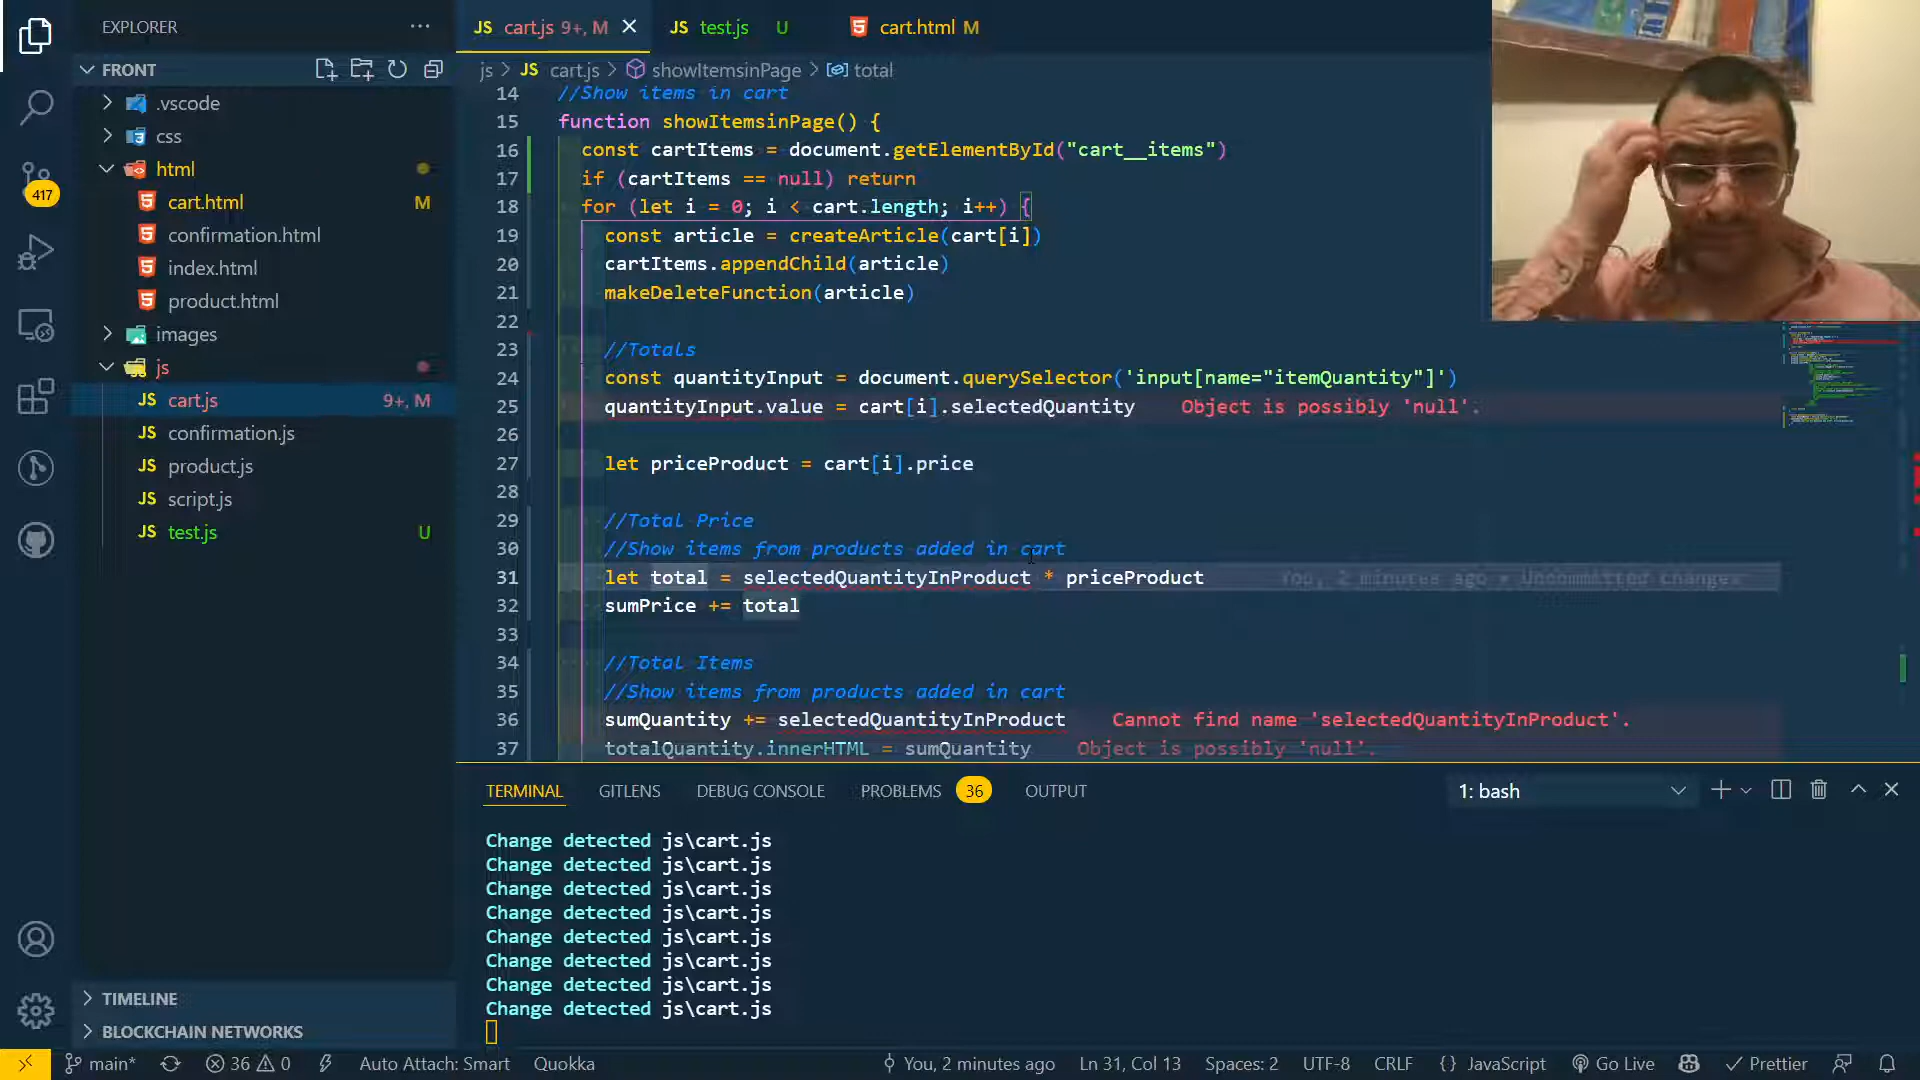 EXPLORER
FRONT
.vscode
css
html
cart.html M
confirmation.html
index.html
product.html
images
js
JS cart.js 9+, M
JS confirmation.js
JS product.js
JS script.js
JS test.js U
TIMELINE
BLOCKCHAIN NETWORKS
417
JS cart.js 9+, M
JS test.js U
cart.html M
js > JS cart.js > showItemsinPage > total
14 //Show items in cart
15 function showItemsinPage() {
16 const cartItems = document.getElementById("cart__items")
17 if (cartItems == null) return
18 for (let i = 0; i < cart.length; i++) {
19 const article = createArticle(cart[i])
20 cartItems.appendChild(article)
21 makeDeleteFunction(article)
22
23 //Totals
24 const quantityInput = document.querySelector('input[name="itemQuantity"]')
25 quantityInput.value = cart[i].selectedQuantity Object is possibly 'null'.
26
27 let priceProduct = cart[i].price
28
29 //Total Price
30 //Show items from products added in cart
31 let total = selectedQuantityInProduct * priceProduct You, 2 minutes ago • Uncommitted changes
32 sumPrice += total
33
34 //Total Items
35 //Show items from products added in cart
36 sumQuantity += selectedQuantityInProduct Cannot find name 'selectedQuantityInProduct'.
37 totalQuantity.innerHTML = sumQuantity Object is possibly 'null'.
TERMINAL GITLENS DEBUG CONSOLE PROBLEMS 36 OUTPUT 1: bash
Change detected js\cart.js
Change detected js\cart.js
Change detected js\cart.js
Change detected js\cart.js
Change detected js\cart.js
Change detected js\cart.js
Change detected js\cart.js
Change detected js\cart.js
main* 36 0 Auto Attach: Smart Quokka You, 2 minutes ago Ln 31, Col 13 Spaces: 2 UTF-8 CRLF {} JavaScript Go Live Prettier